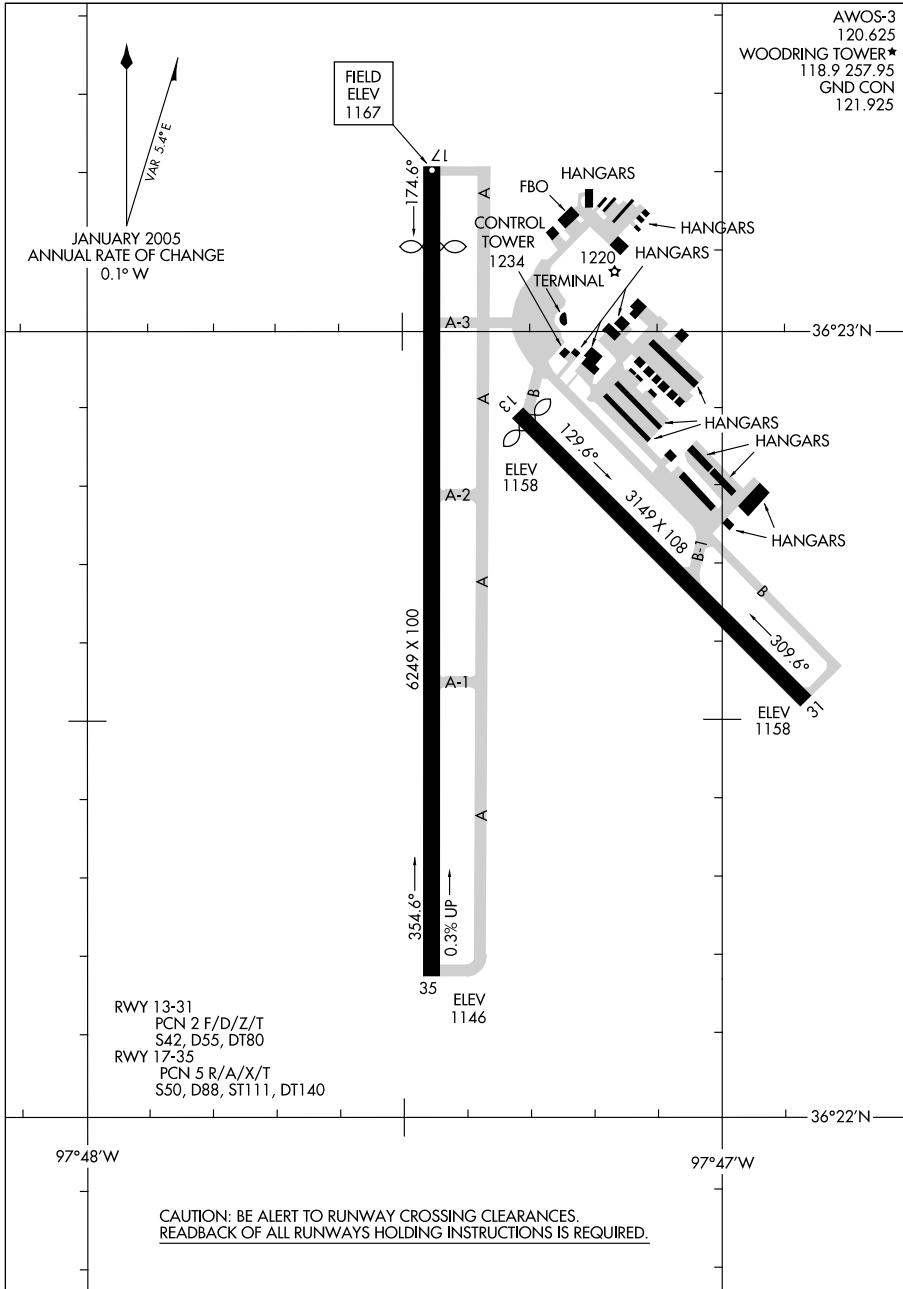 AWOS-3
120.625
WOODRING TOWER★
118.9 257.95
GND CON
121.925
FIELD
ELEV
1167
VAR 5.4° E
JANUARY 2005
ANNUAL RATE OF CHANGE
0.1° W
17
174.6°
A
FBO
HANGARS
HANGARS
CONTROL
TOWER
1234
1220
HANGARS
TERMINAL
A-3
36°23'N
B
A
13
HANGARS
HANGARS
ELEV
1158
129.6°
A-2
3149 X 108
HANGARS
B-1
A
B
6249 X 100
309.6°
A-1
31
ELEV
1158
A
354.6°
0.3% UP
35
ELEV
1146
RWY 13-31
PCN 2 F/D/Z/T
S42, D55, DT80
RWY 17-35
PCN 5 R/A/X/T
S50, D88, ST111, DT140
36°22'N
97°48'W
97°47'W
CAUTION: BE ALERT TO RUNWAY CROSSING CLEARANCES.
READBACK OF ALL RUNWAYS HOLDING INSTRUCTIONS IS REQUIRED.